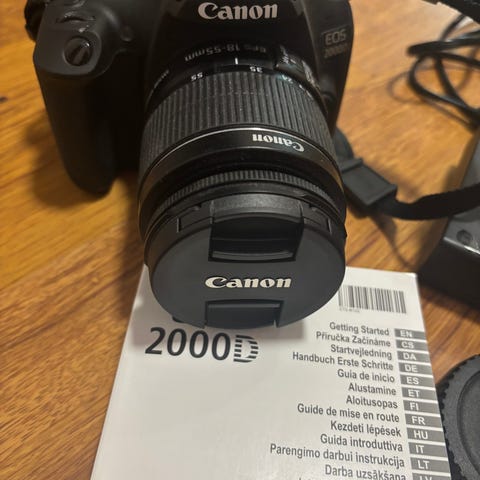 Canon
EOS
2000D
EFS 18-55mm
55
35
24
Canon
Canon
2000D
Getting Started EN
Příručka Začínáme CS
Startvejledning DA
Handbuch Erste Schritte DE
Guía de inicio ES
Alustamine ET
Aloitusopas FI
Guide de mise en route FR
Kezdeti lépések HU
Guida introduttiva IT
Parengimo darbui instrukcija LT
Darba uzsākšana